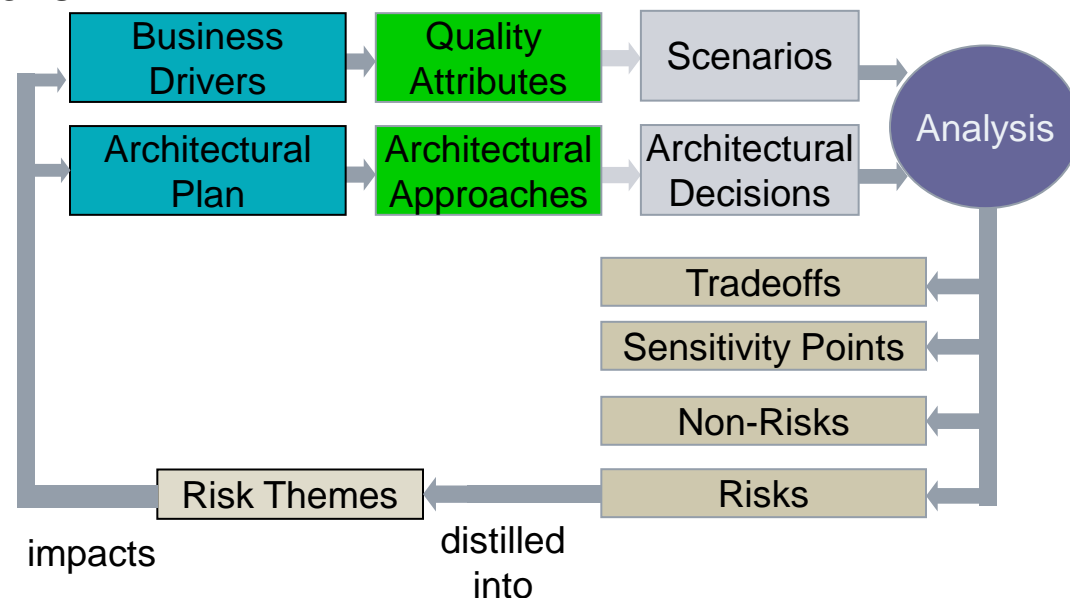 Business
Drivers
Quality
Attributes
Scenarios
Analysis
Architectural
Plan
Architectural
Approaches
Architectural
Decisions
Tradeoffs
Sensitivity Points
Non-Risks
Risks
Risk Themes
distilled
into
impacts